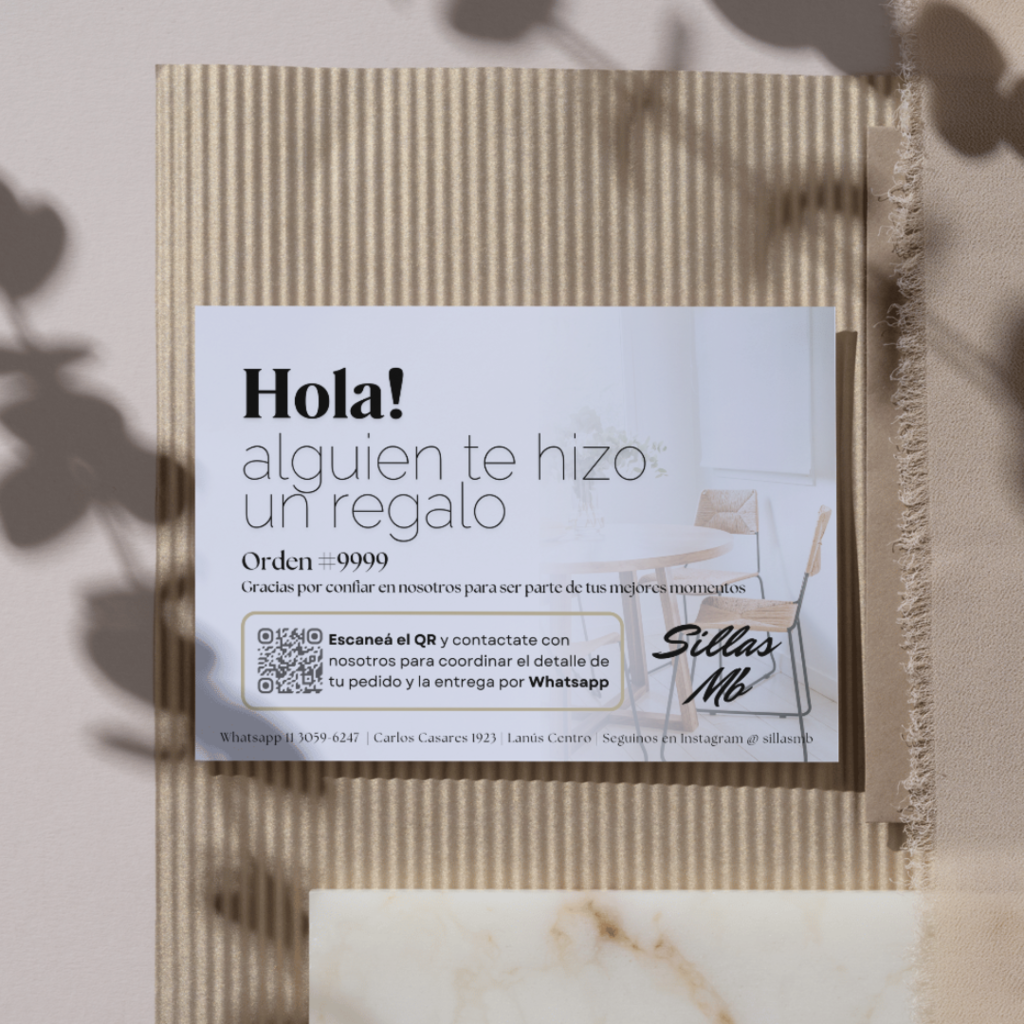 Hola!
alguien te hizo
un regalo
Orden #9999
Gracias por confiar en nosotros para ser parte de tus mejores momentos
Escaneá el QR y contactate con
nosotros para coordinar el detalle de
tu pedido y la entrega por Whatsapp
Sillas
Mb
Whatsapp 11 3059-6247 | Carlos Casares 1923 | Lanús Centro | Seguinos en Instagram @ sillasmb